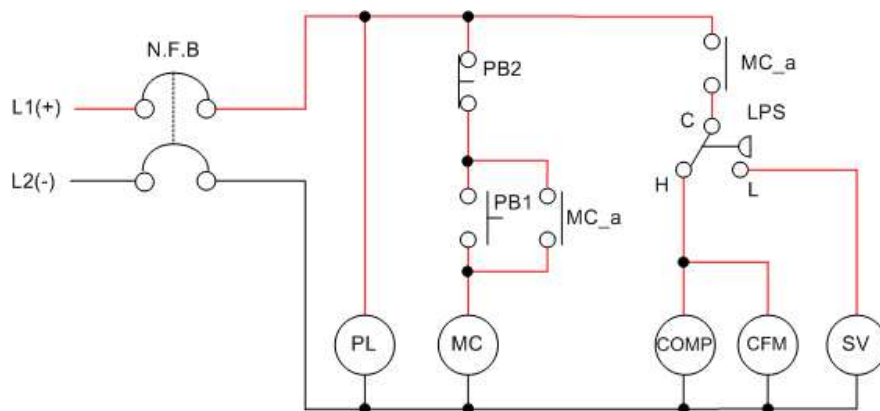 N.F.B
L1(+)
L2(-)
PB2
PB1
MC_a
MC_a
C
LPS
H
L
PL
MC
COMP
CFM
SV